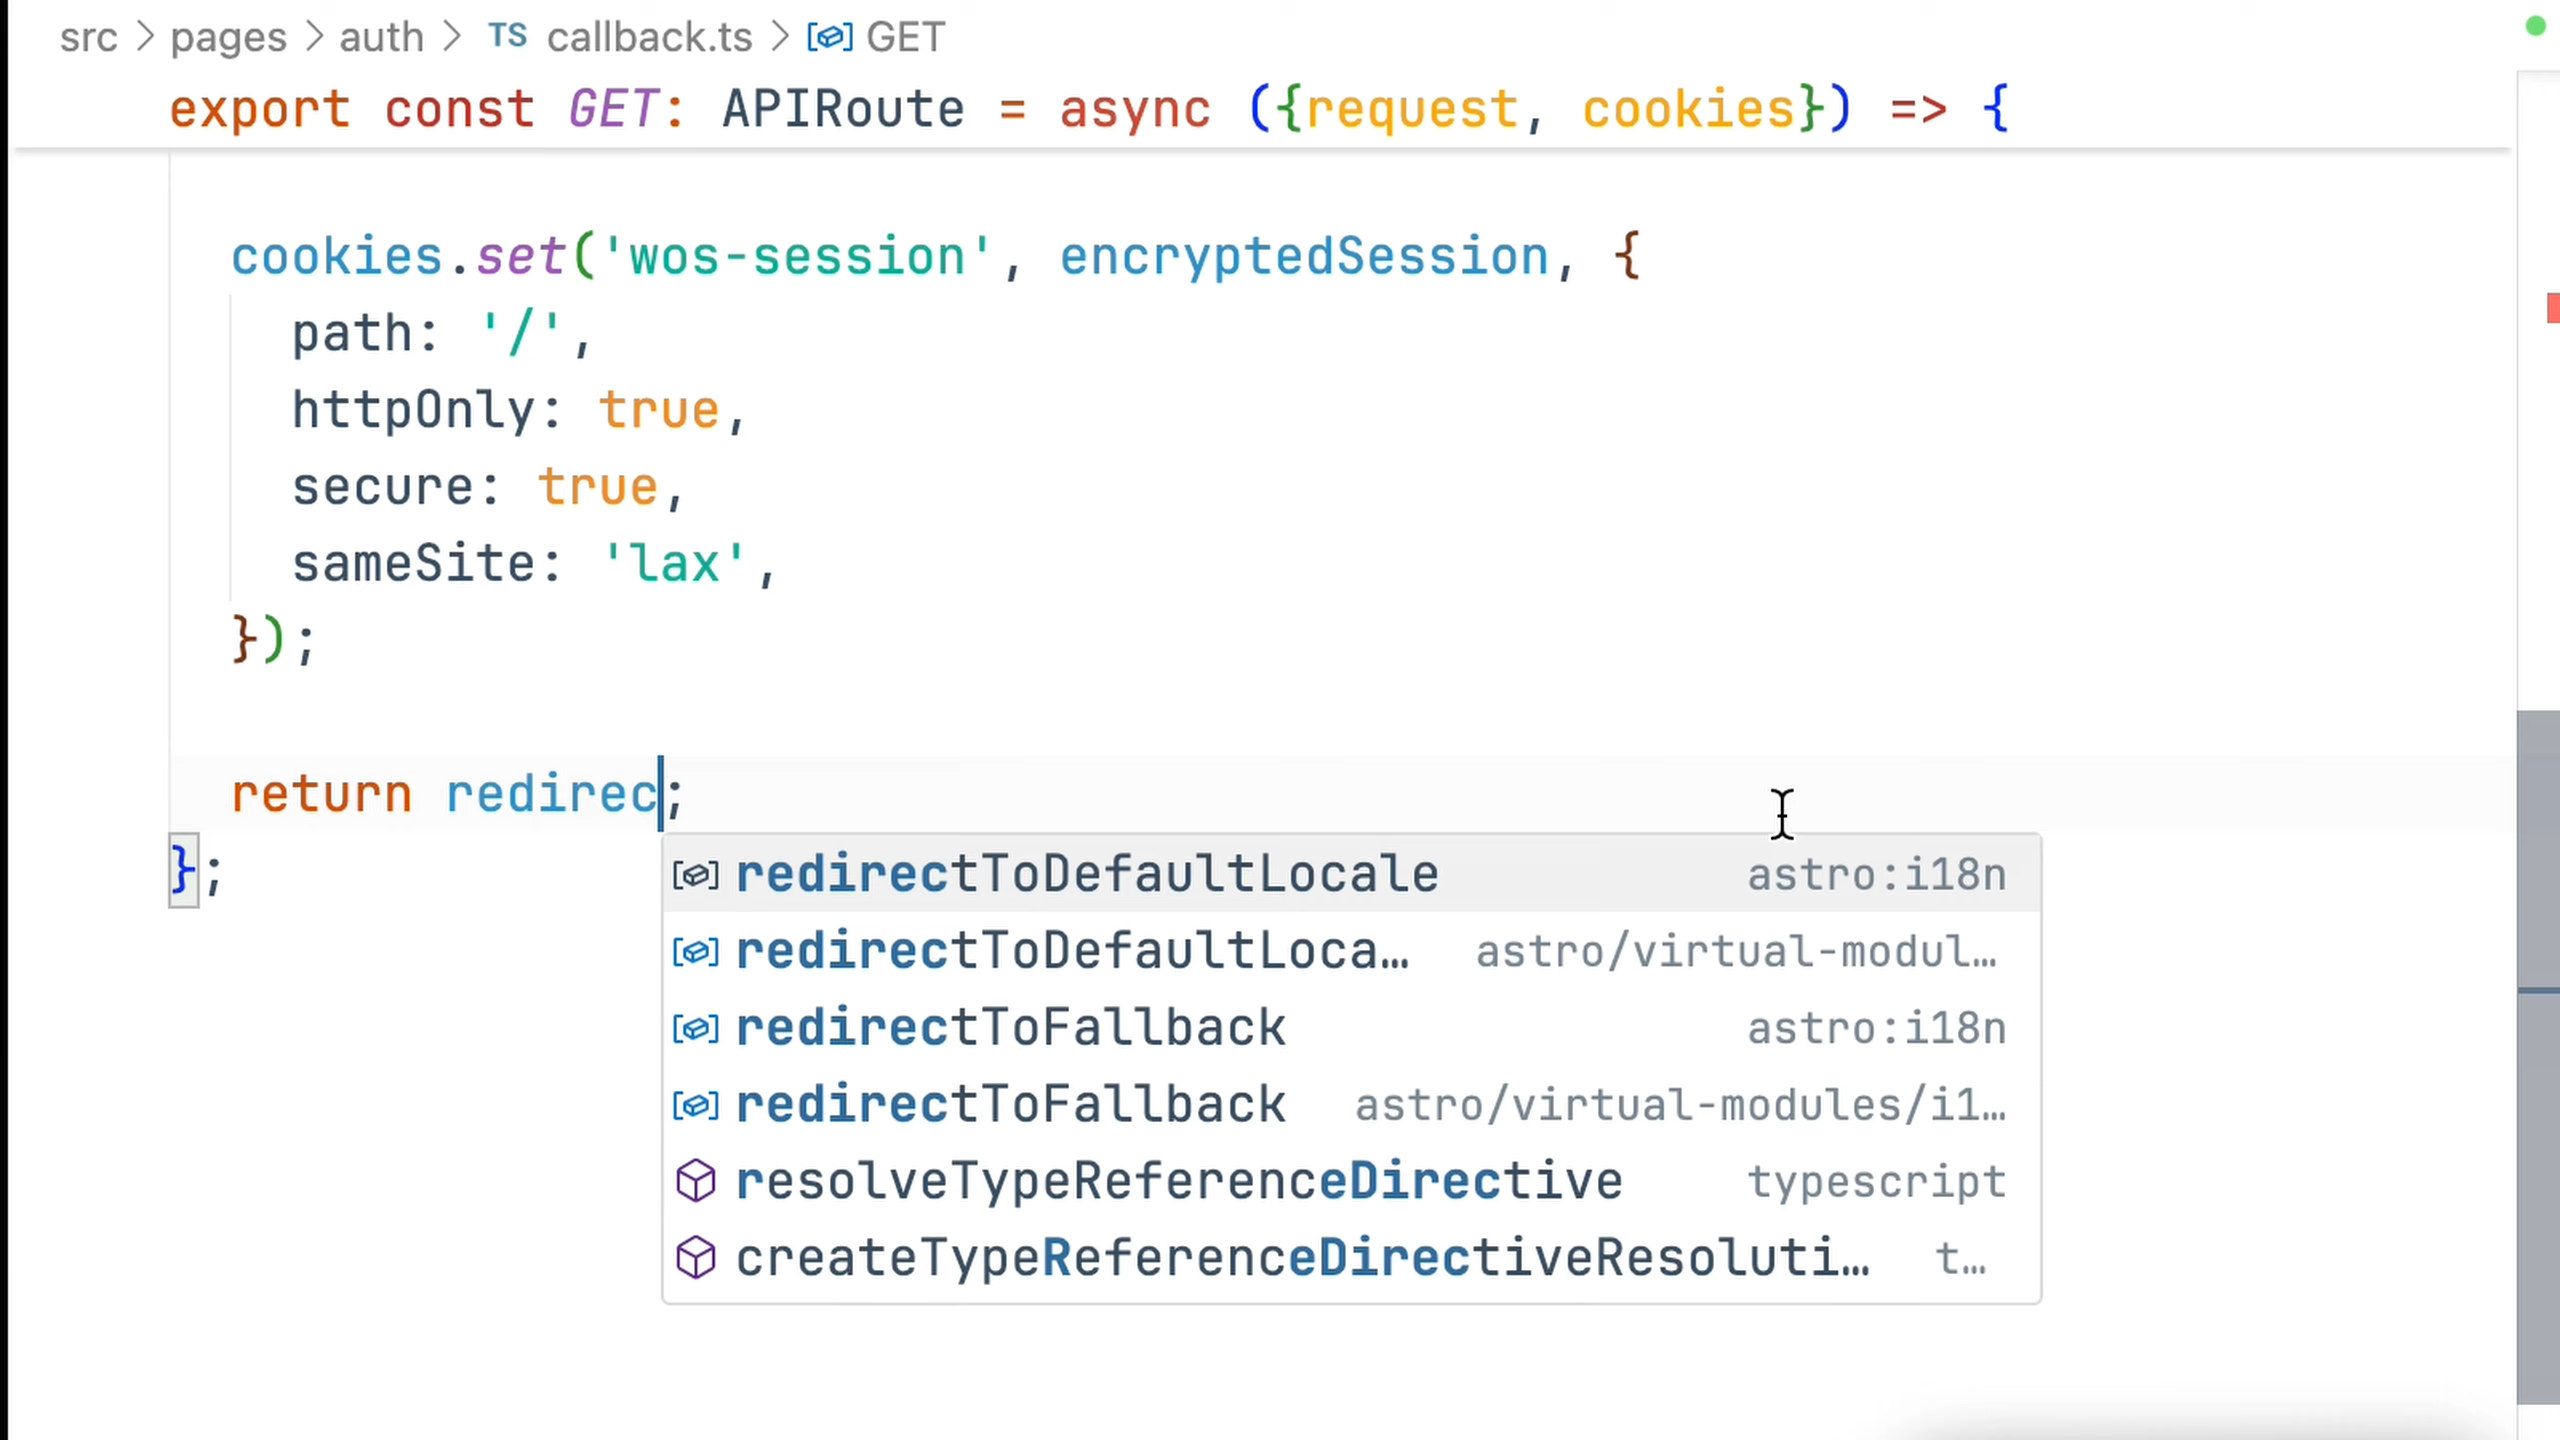 src > pages > auth > TS callback.ts > GET
export const GET: APIRoute = async ({request, cookies}) => {
cookies.set('wos-session', encryptedSession, {
path: '/',
httpOnly: true,
secure: true,
sameSite: 'lax',
});
return redirec;
};
redirectToDefaultLocale astro:i18n
redirectToDefaultLoca… astro/virtual-modul…
redirectToFallback astro:i18n
redirectToFallback astro/virtual-modules/i1…
resolveTypeReferenceDirective typescript
createTypeReferenceDirectiveResoluti… t…